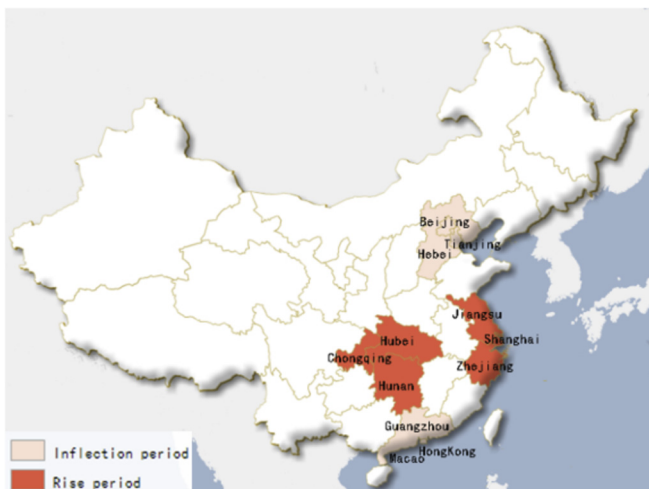 Beijing
Tianjing
Hebei
Jiangsu
Hubei
Shanghai
Chongqing
Zhejiang
Hunan
Guangzhou
HongKong
Macao
Inflection period
Rise period